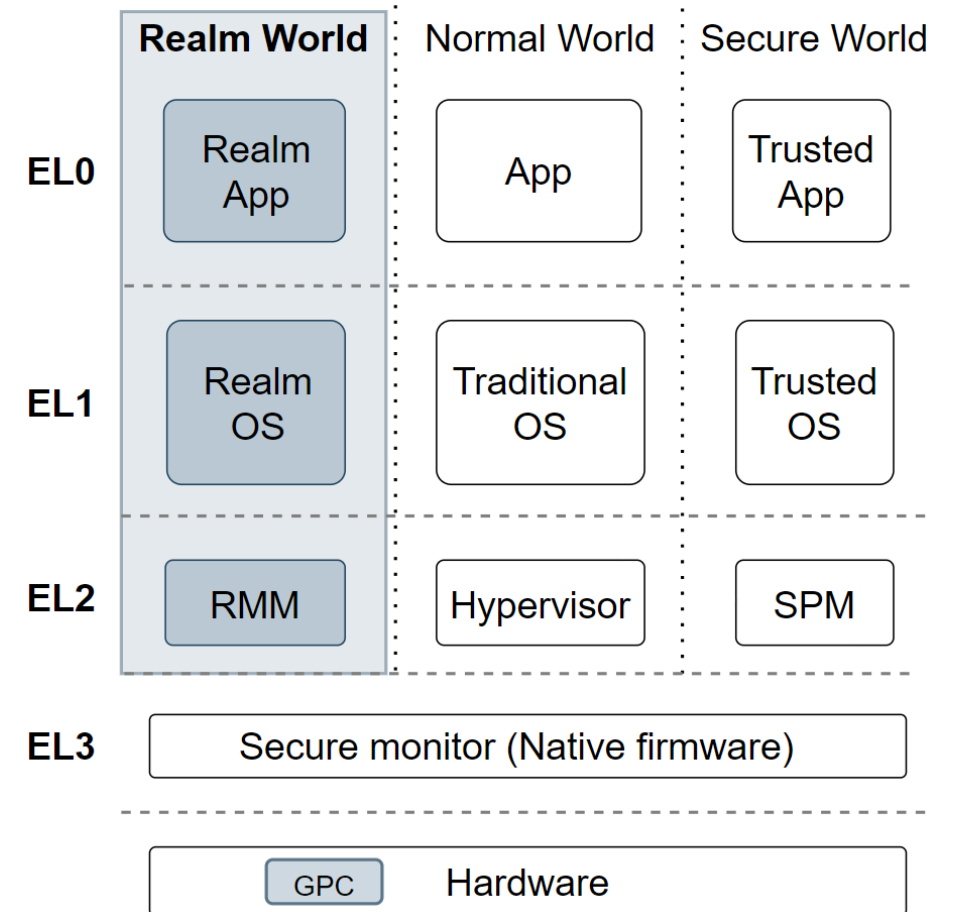 Realm World
Normal World
Secure World
EL0
Realm
App
App
Trusted
App
EL1
Realm
OS
Traditional
OS
Trusted
OS
EL2
RMM
Hypervisor
SPM
EL3
Secure monitor (Native firmware)
GPC
Hardware